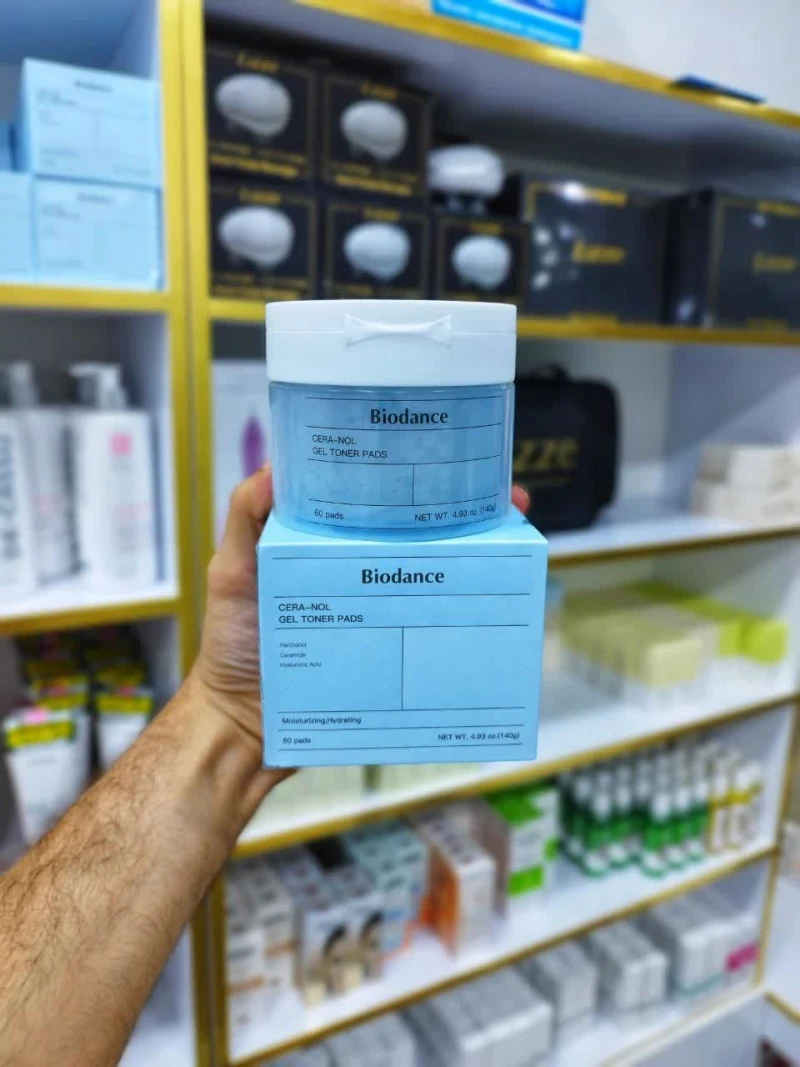 Biodance
CERA-NOL
GEL TONER PADS
60 pads
NET WT. 4.93 oz. (140g)
Biodance
CERA-NOL
GEL TONER PADS
Panthenol
Ceramide
Hyaluronic Acid
Moisturizing,Hydrating
60 pads
NET WT. 4.93 oz.(140g)
zze